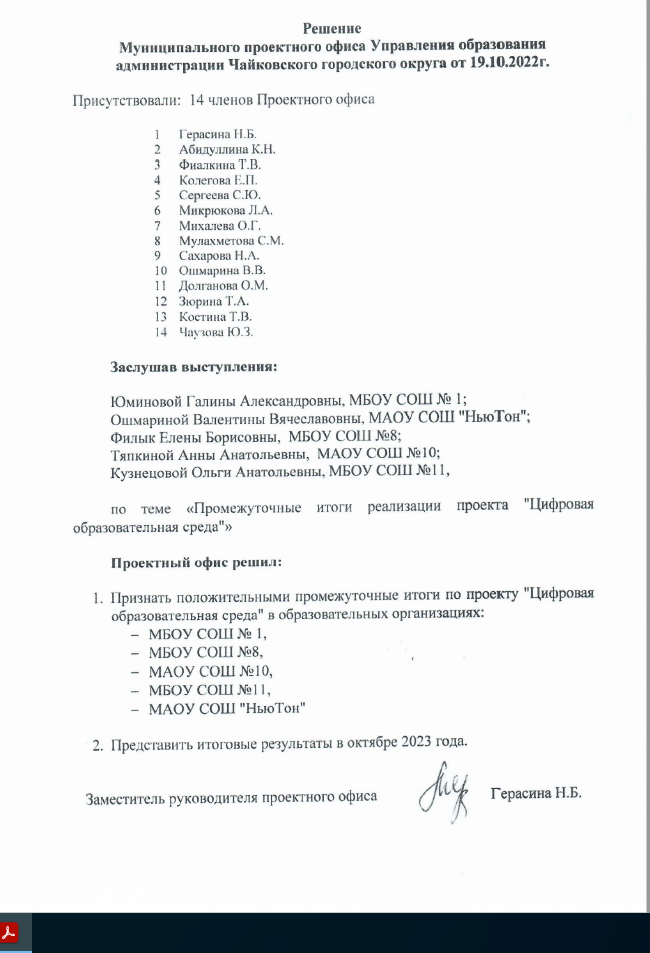 Решение
Муниципального проектного офиса Управления образования
администрации Чайковского городского округа от 19.10.2022г.
Присутствовали: 14 членов Проектного офиса
1 Герасина Н.Б.
2 Абидуллина К.Н.
3 Фиалкина Т.В.
4 Колегова Е.П.
5 Сергеева С.Ю.
6 Микрюкова Л.А.
7 Михалева О.Г.
8 Мулахметова С.М.
9 Сахарова Н.А.
10 Ошмарина В.В.
11 Долганова О.М.
12 Зюрина Т.А.
13 Костина Т.В.
14 Чаузова Ю.З.
Заслушав выступления:
Юминовой Галины Александровны, МБОУ СОШ № 1;
Ошмариной Валентины Вячеславовны, МАОУ СОШ "НьюТон";
Филык Елены Борисовны, МБОУ СОШ №8;
Тяпкиной Анны Анатольевны, МАОУ СОШ №10;
Кузнецовой Ольги Анатольевны, МБОУ СОШ №11,
по теме «Промежуточные итоги реализации проекта "Цифровая
образовательная среда"»
Проектный офис решил:
1. Признать положительными промежуточные итоги по проекту "Цифровая
образовательная среда" в образовательных организациях:
– МБОУ СОШ № 1,
– МБОУ СОШ №8,
– МАОУ СОШ №10,
– МБОУ СОШ №11,
– МАОУ СОШ "НьюТон"
2. Представить итоговые результаты в октябре 2023 года.
Заместитель руководителя проектного офиса Герасина Н.Б.